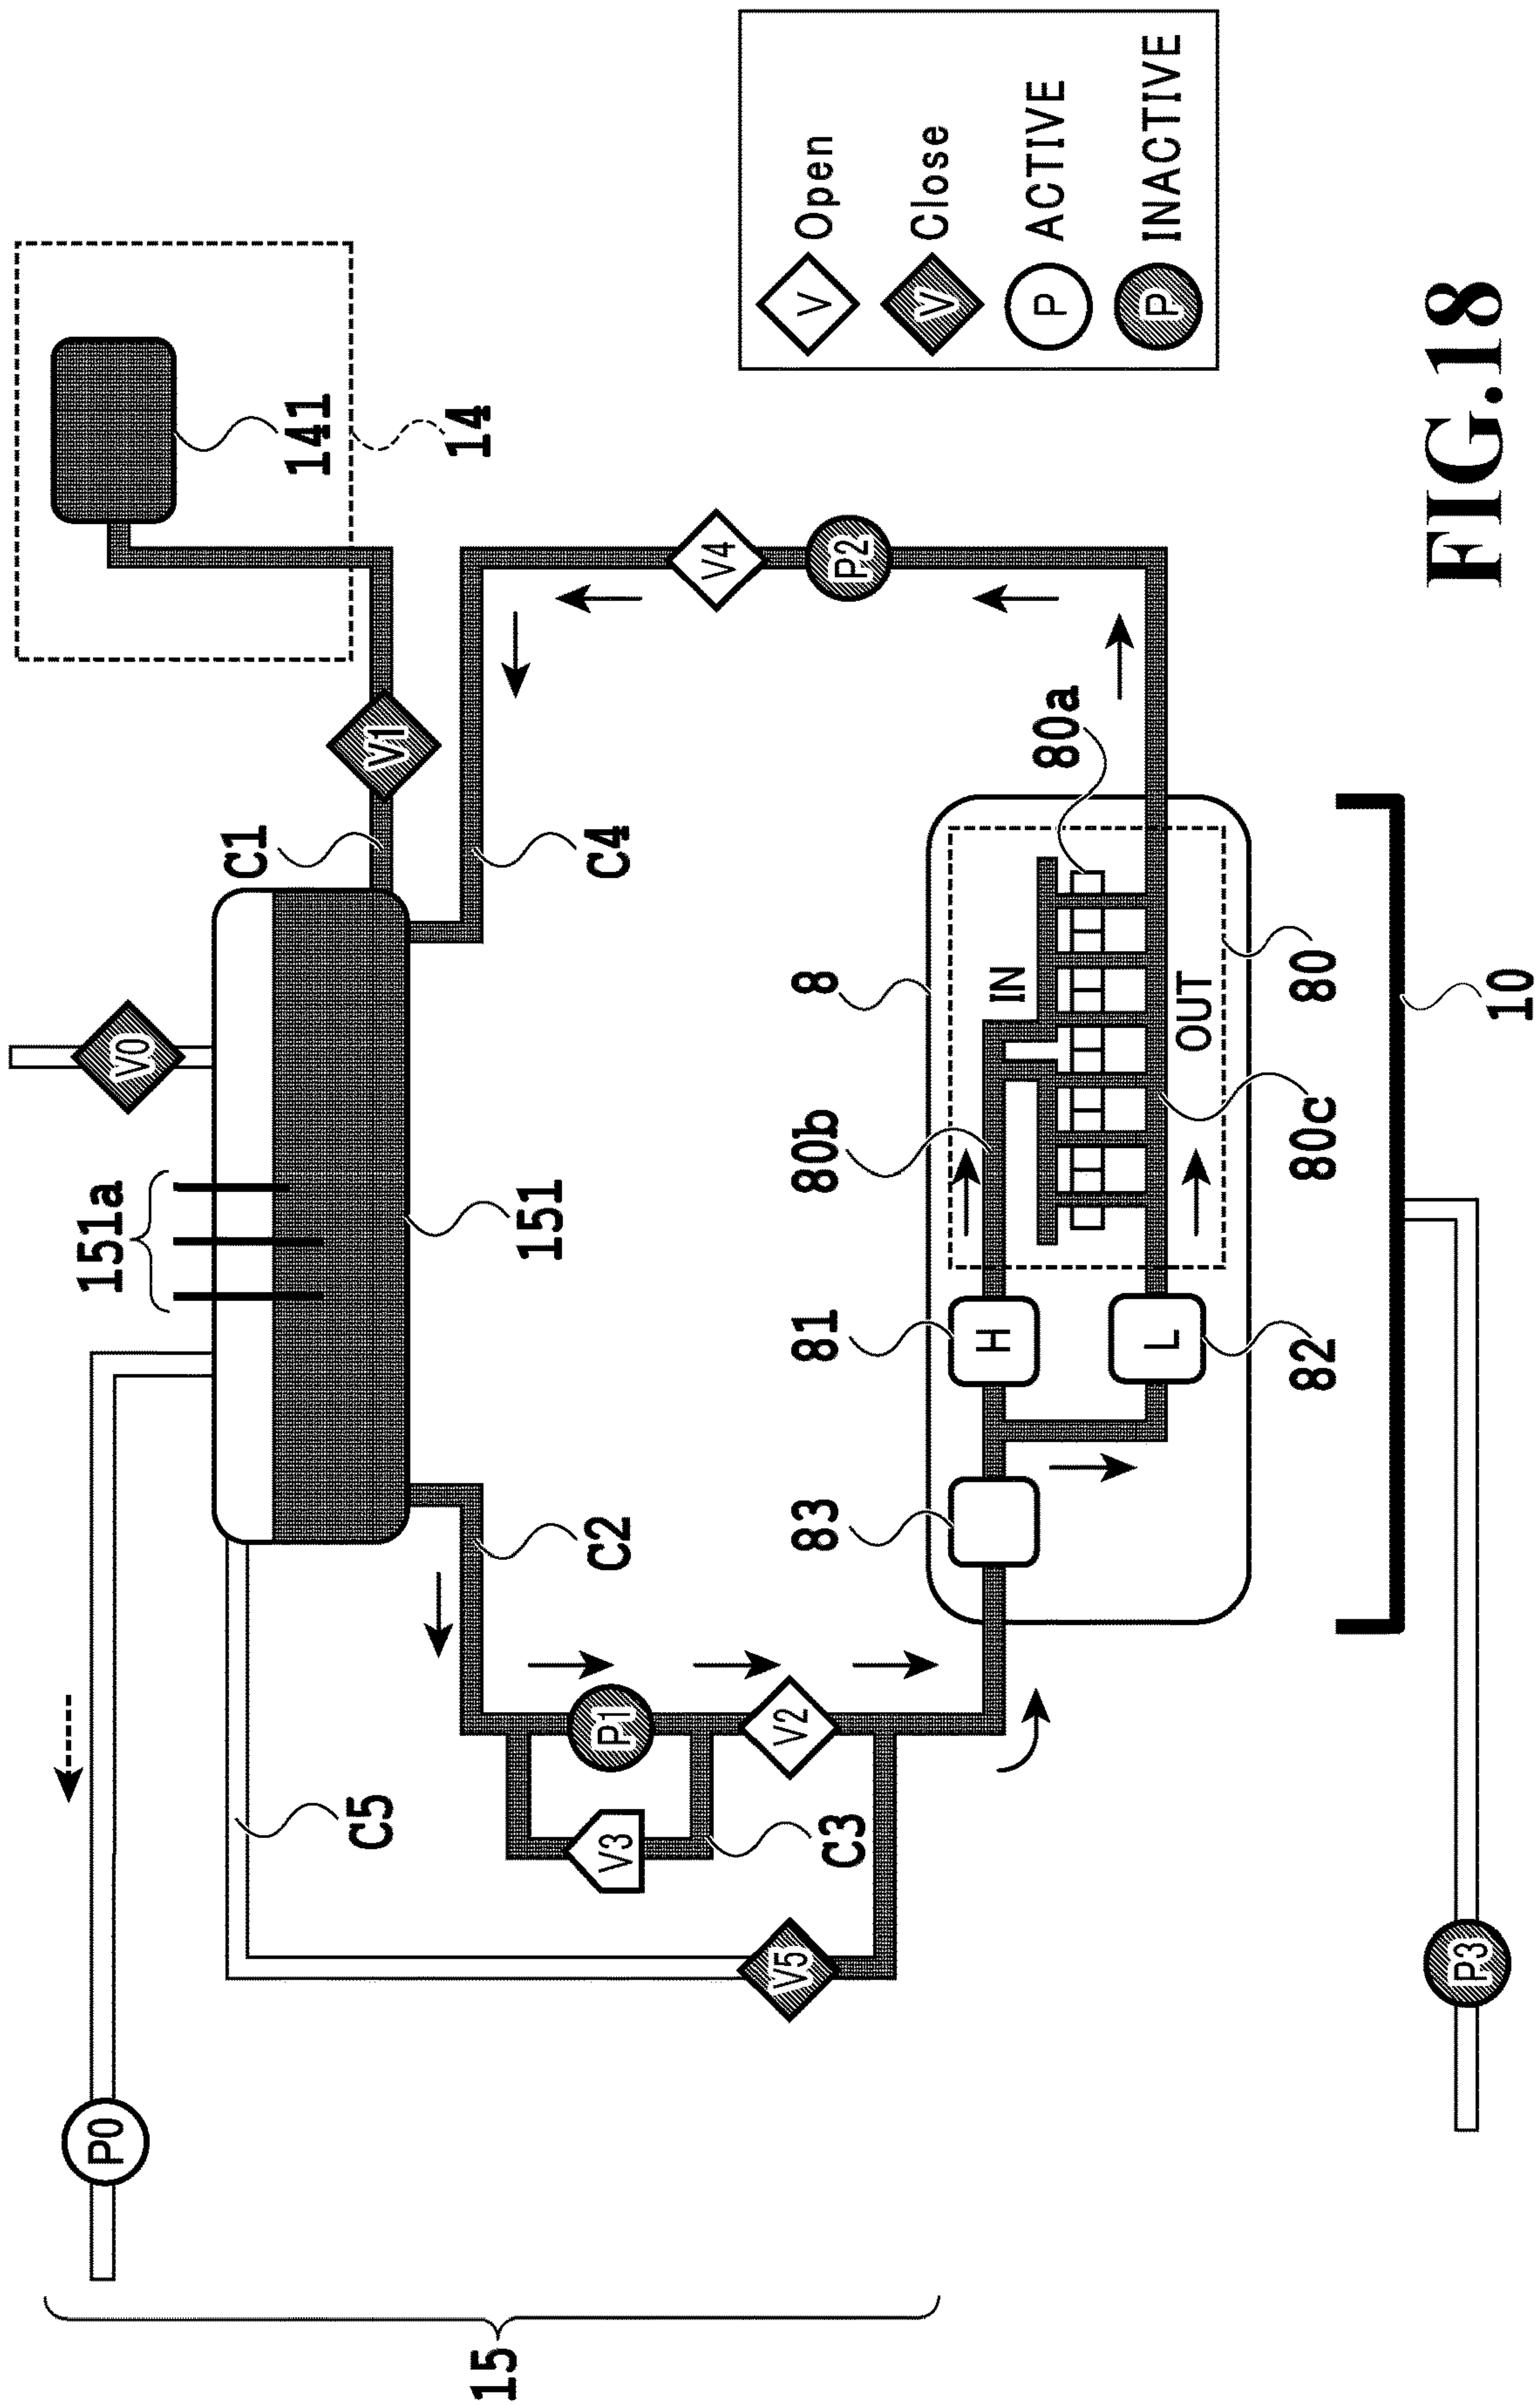 15
P0
C5
151a
V0
141
14
C1
V1
C2
151
C4
P1
V3
C3
V2
V5
V4
P2
8
83
81
80b
80a
H
IN
L
OUT
82
80c
80
10
P3
V Open
V Close
P ACTIVE
P INACTIVE
FIG.18